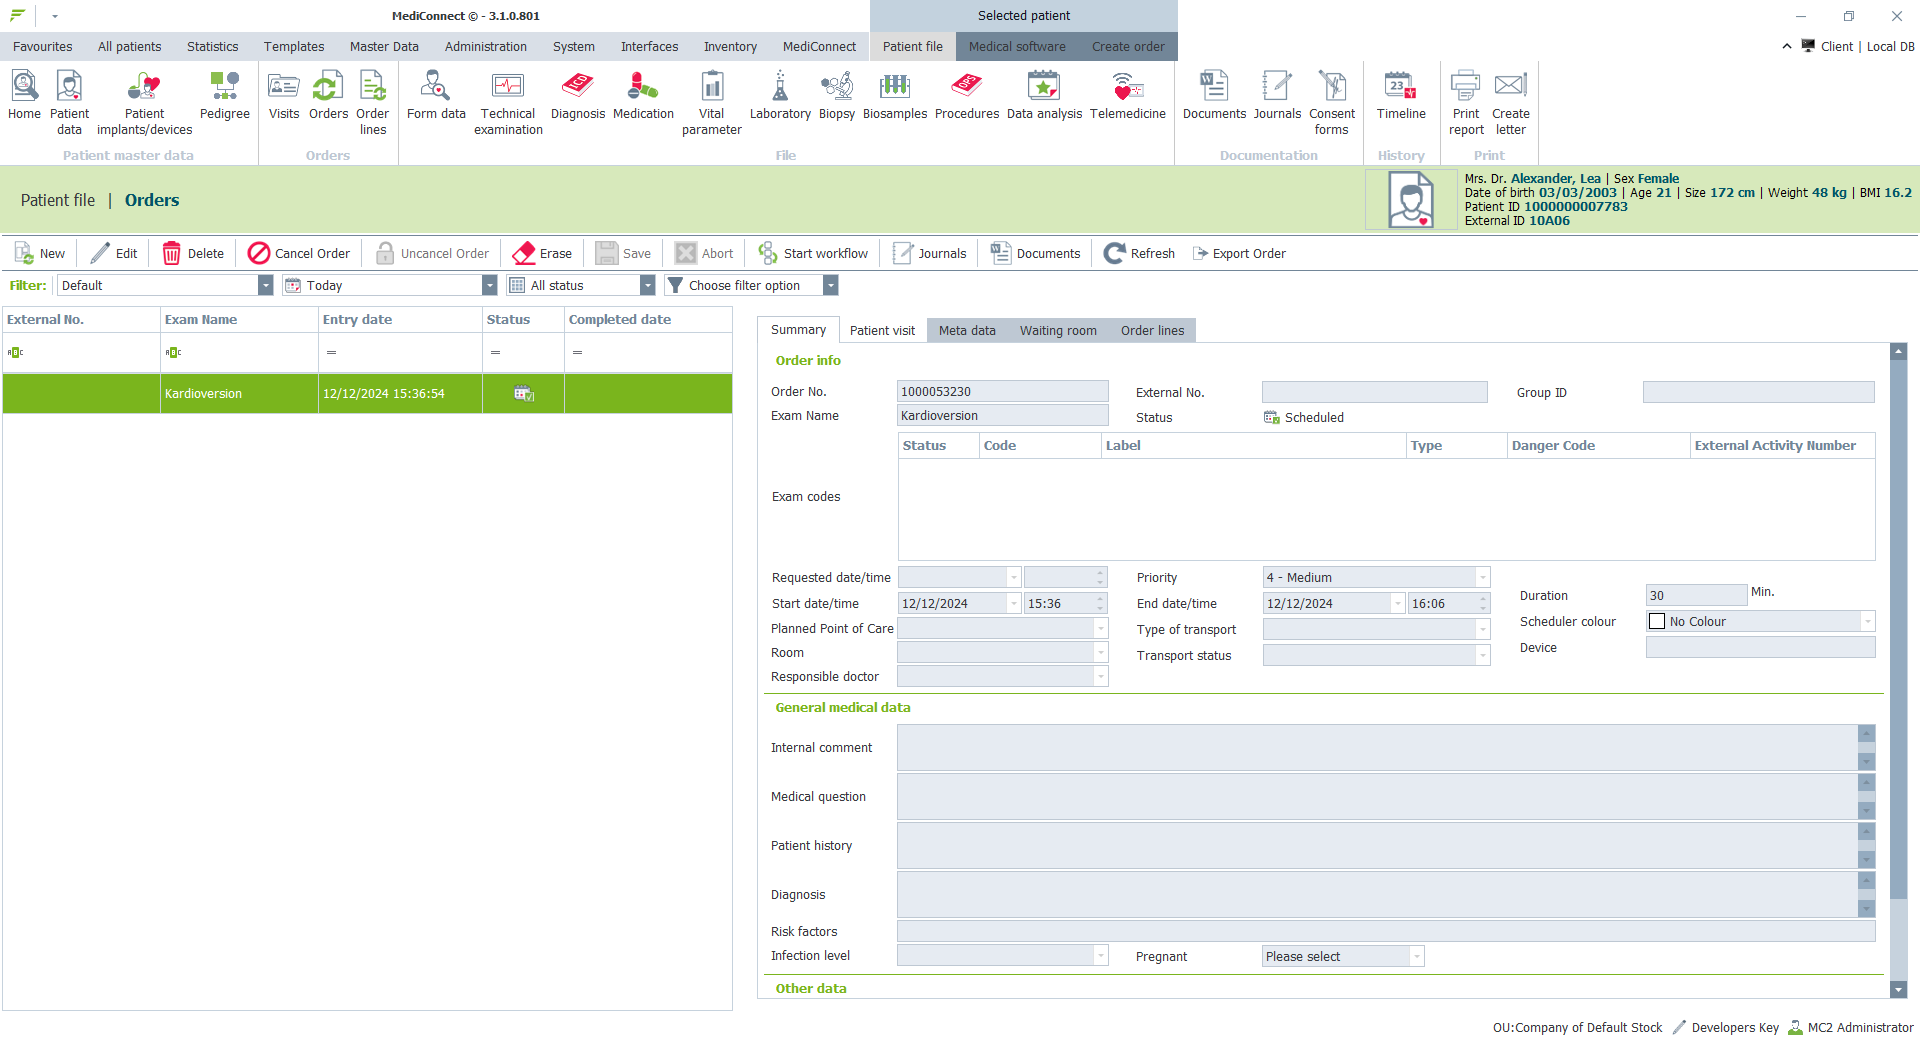 MediConnect © - 3.1.0.801
Selected patient
Favourites All patients Statistics Templates Master Data Administration System Interfaces Inventory MediConnect Patient file Medical software Create order Client | Local DB
Home Patient data Patient implants/devices Pedigree Visits Orders Order lines Form data Technical examination Diagnosis Medication Vital parameter Laboratory Biopsy Biosamples Procedures Data analysis Telemedicine Documents Journals Consent forms Timeline Print report Create letter
Patient master data Orders File Documentation History Print
Patient file | Orders
Mrs. Dr. Alexander, Lea | Sex Female
Date of birth 03/03/2003 | Age 21 | Size 172 cm | Weight 48 kg | BMI 16.2
Patient ID 1000000007783
External ID 10A06
New Edit Delete Cancel Order Uncancel Order Erase Save Abort Start workflow Journals Documents Refresh Export Order
Filter: Default Today All status Choose filter option
External No. Exam Name Entry date Status Completed date
ABC ABC = = =
Kardioversion 12/12/2024 15:36:54
Summary Patient visit Meta data Waiting room Order lines
Order info
Order No. 1000053230 External No. Group ID
Exam Name Kardioversion Status Scheduled
Status Code Label Type Danger Code External Activity Number
Exam codes
Requested date/time Priority 4 - Medium
Start date/time 12/12/2024 15:36 End date/time 12/12/2024 16:06 Duration 30 Min.
Planned Point of Care Type of transport Scheduler colour No Colour
Room Transport status Device
Responsible doctor
General medical data
Internal comment
Medical question
Patient history
Diagnosis
Risk factors
Infection level Pregnant Please select
Other data
OU:Company of Default Stock Developers Key MC2 Administrator